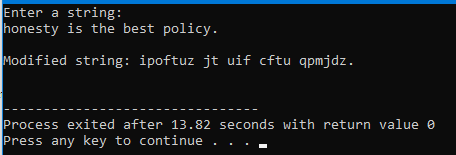 Enter a string:
honesty is the best policy.
Modified string: ipoftuz jt uif cftu qpmjdz.
--------------------------------
Process exited after 13.82 seconds with return value 0
Press any key to continue . . .